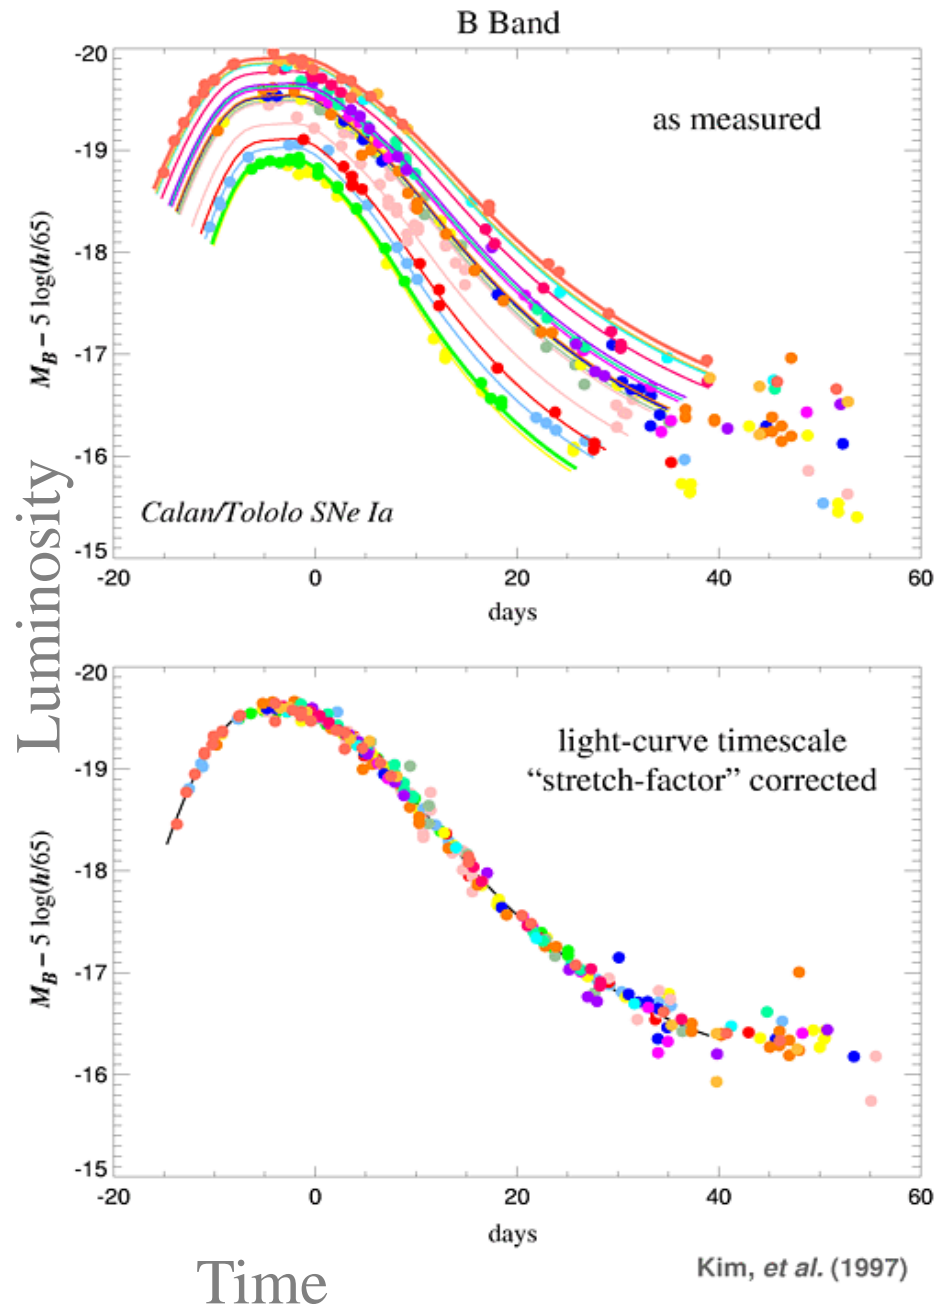 B Band
-20
as measured
-19
-18
M_B – 5 log(h/65)
-17
-16
Calan/Tololo SNe Ia
-15
-20 0 20 40 60
days
Luminosity
-20
light-curve timescale
“stretch-factor” corrected
-19
-18
M_B – 5 log(h/65)
-17
-16
-15
-20 0 20 40 60
days
Kim, et al. (1997)
Time